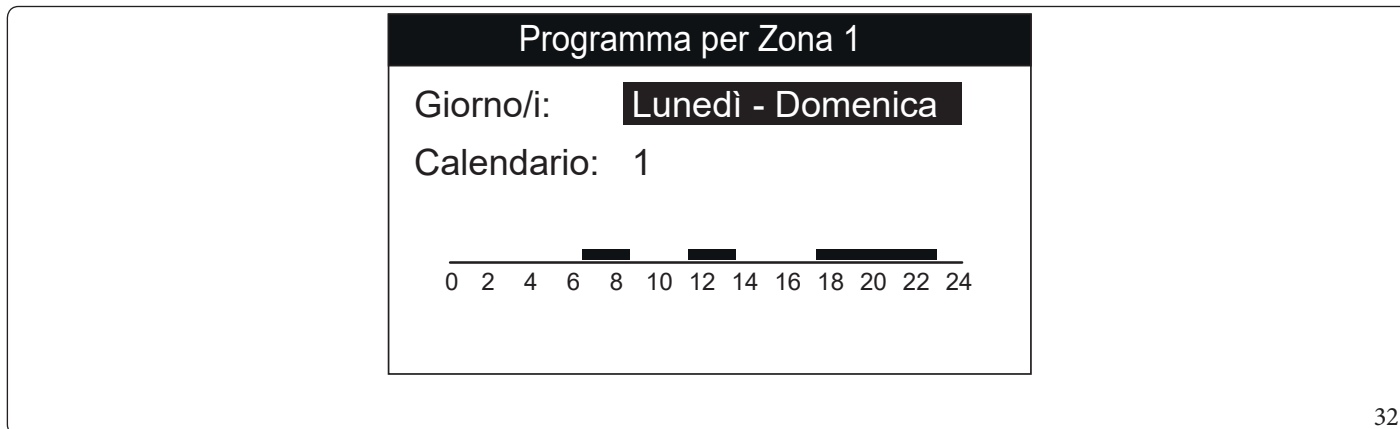 Programma per Zona 1
Giorno/i: Lunedì - Domenica
Calendario: 1
0 2 4 6 8 10 12 14 16 18 20 22 24
32